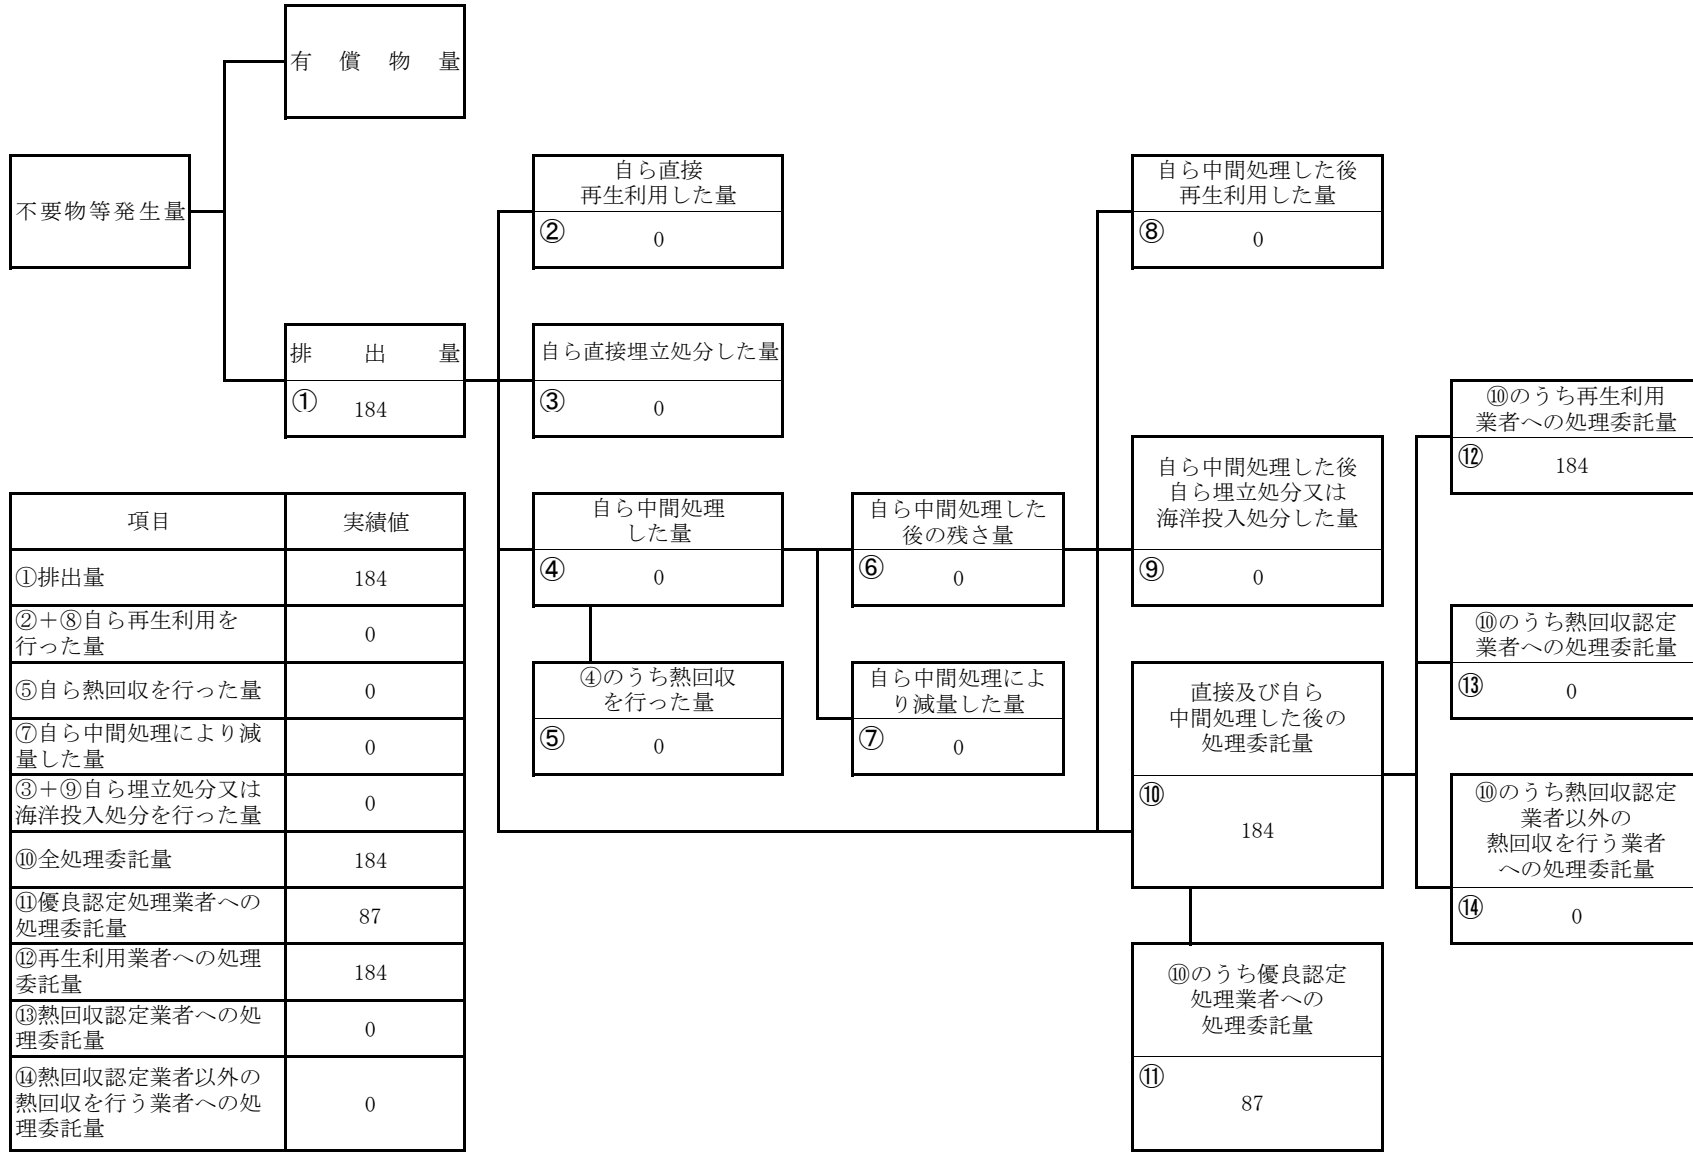 有償物量
不要物等発生量
排出量
① 184
自ら直接
再生利用した量
② 0
自ら直接埋立処分した量
③ 0
自ら中間処理
した量
④ 0
④のうち熱回収
を行った量
⑤ 0
自ら中間処理した
後の残さ量
⑥ 0
自ら中間処理によ
り減量した量
⑦ 0
自ら中間処理した後
再生利用した量
⑧ 0
自ら中間処理した後
自ら埋立処分又は
海洋投入処分した量
⑨ 0
直接及び自ら
中間処理した後の
処理委託量
⑩
184
⑩のうち優良認定
処理業者への
処理委託量
⑪
87
⑩のうち再生利用
業者への処理委託量
⑫ 184
⑩のうち熱回収認定
業者への処理委託量
⑬ 0
⑩のうち熱回収認定
業者以外の
熱回収を行う業者
への処理委託量
⑭ 0
項目 実績値
①排出量 184
②+⑧自ら再生利用を
行った量 0
⑤自ら熱回収を行った量 0
⑦自ら中間処理により減
量した量 0
③+⑨自ら埋立処分又は
海洋投入処分を行った量 0
⑩全処理委託量 184
⑪優良認定処理業者への
処理委託量 87
⑫再生利用業者への処理
委託量 184
⑬熱回収認定業者への処
理委託量 0
⑭熱回収認定業者以外の
熱回収を行う業者への処
理委託量 0